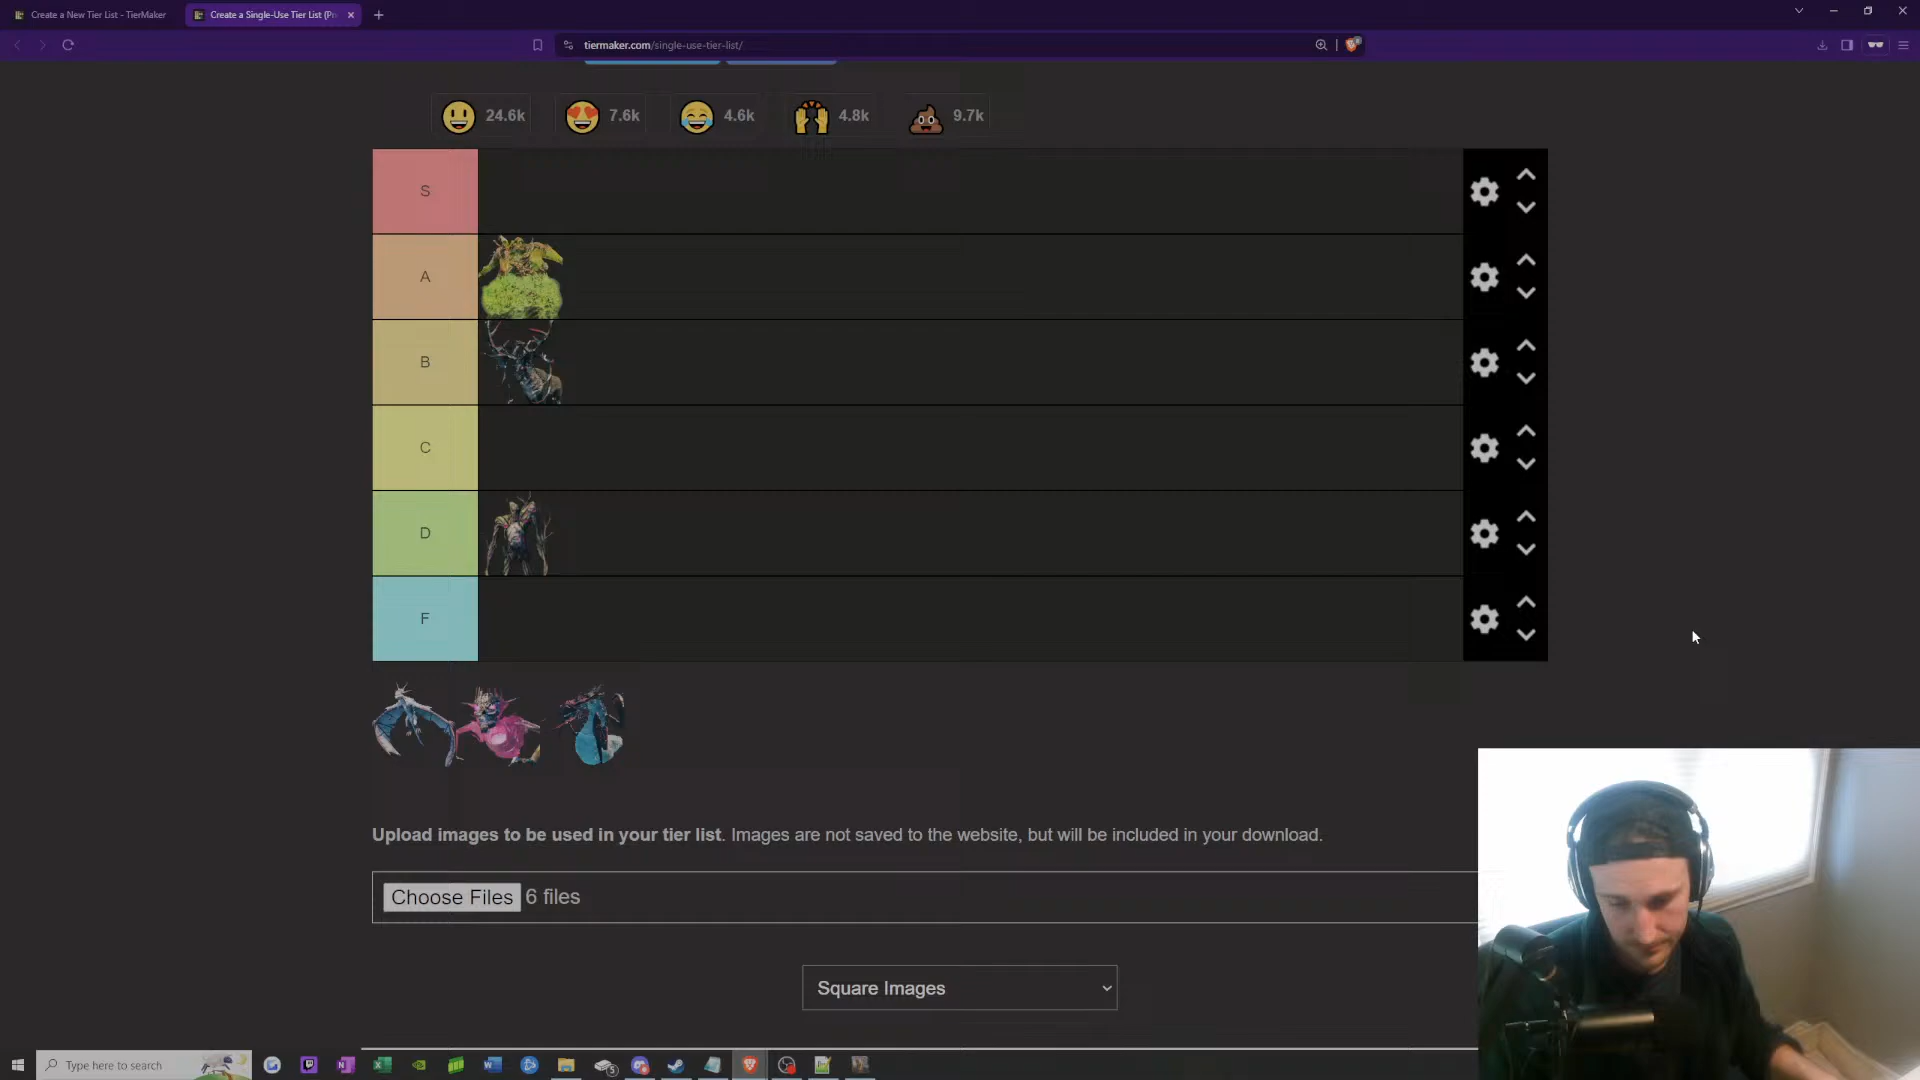 Create a New Tier List - TierMaker
Create a Single-Use Tier List (Pri
tiermaker.com/single-use-tier-list/
24.6k
7.6k
4.6k
4.8k
9.7k
S
A
B
C
D
F
Upload images to be used in your tier list. Images are not saved to the website, but will be included in your download.
Choose Files 6 files
Square Images
Type here to search
5